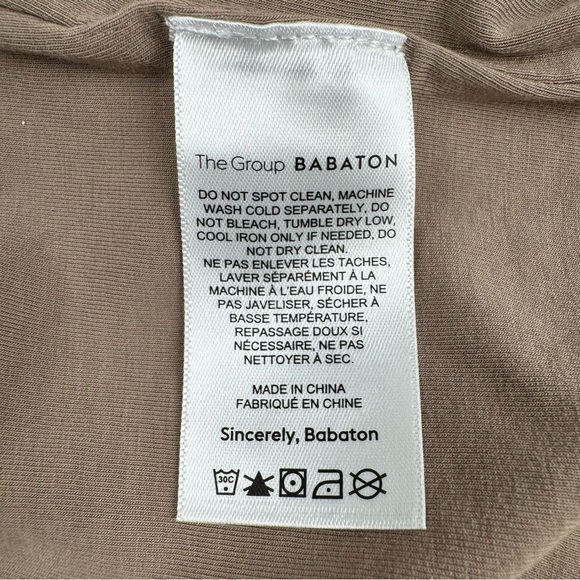 The Group BABATON
DO NOT SPOT CLEAN, MACHINE
WASH COLD SEPARATELY, DO
NOT BLEACH, TUMBLE DRY LOW,
COOL IRON ONLY IF NEEDED, DO
NOT DRY CLEAN.
NE PAS ENLEVER LES TACHES,
LAVER SÉPARÉMENT À LA
MACHINE À L'EAU FROIDE, NE
PAS JAVELISER, SÉCHER À
BASSE TEMPÉRATURE,
REPASSAGE DOUX SI
NÉCESSAIRE, NE PAS
NETTOYER À SEC.
MADE IN CHINA
FABRIQUÉ EN CHINE
Sincerely, Babaton
30C